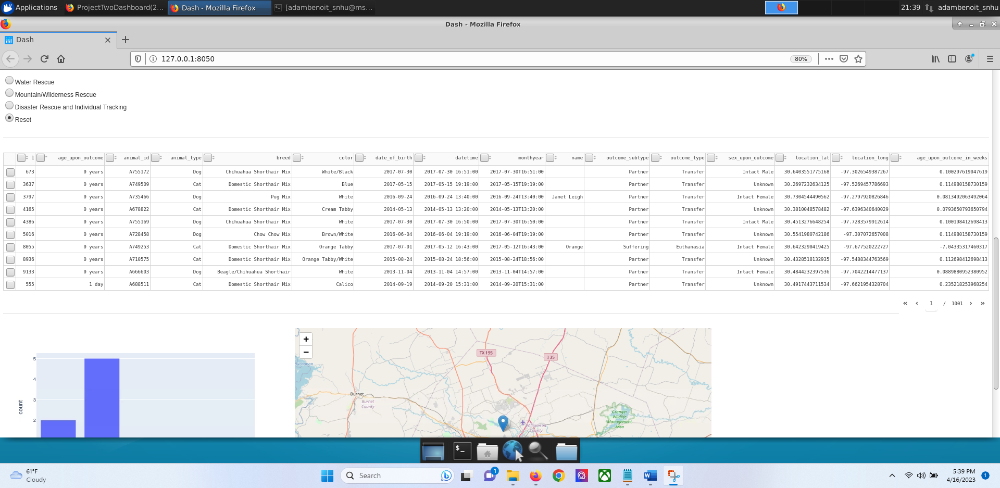 Applications ProjectTwoDashboard(2... Dash - Mozilla Firefox [adambenoit_snhu@ms... 21:39 adambenoit_snhu
Dash - Mozilla Firefox
Dash
127.0.0.1:8050 80%
Water Rescue
Mountain/Wilderness Rescue
Disaster Rescue and Individual Tracking
Reset
1 age_upon_outcome animal_id animal_type breed color date_of_birth datetime monthyear name outcome_subtype outcome_type sex_upon_outcome location_lat location_long age_upon_outcome_in_weeks
673 0 years A755172 Dog Chihuahua Shorthair Mix White/Black 2017-07-30 2017-07-30 16:51:00 2017-07-30T16:51:00 Partner Transfer Intact Male 30.6403551775168 -97.3026549387267 0.100297619047619
3637 0 years A749509 Cat Domestic Shorthair Mix Blue 2017-05-15 2017-05-15 19:19:00 2017-05-15T19:19:00 Partner Transfer Unknown 30.2697232634125 -97.5269457786693 0.114980158730159
3797 0 years A735466 Dog Pug Mix White 2016-09-24 2016-09-24 13:40:00 2016-09-24T13:40:00 Janet Leigh Partner Transfer Intact Female 30.7304544490562 -97.2797920826846 0.0813492063492064
4165 0 years A678822 Cat Domestic Shorthair Mix Cream Tabby 2014-05-13 2014-05-13 13:20:00 2014-05-13T13:20:00 Partner Transfer Unknown 30.3810048578482 -97.6396340640029 0.0793650793650794
4386 0 years A755169 Dog Chihuahua Shorthair Mix White 2017-07-30 2017-07-30 16:50:00 2017-07-30T16:50:00 Partner Transfer Intact Male 30.4513276648254 -97.7283579912614 0.100198412698413
5016 0 years A728458 Dog Chow Chow Mix Brown/White 2016-06-04 2016-06-04 19:19:00 2016-06-04T19:19:00 Partner Transfer Unknown 30.5541980742186 -97.307072657008 0.114980158730159
8055 0 years A749253 Cat Domestic Shorthair Mix Orange Tabby 2017-07-01 2017-05-12 16:43:00 2017-05-12T16:43:00 Orange Suffering Euthanasia Intact Female 30.6423290419425 -97.677520222727 -7.04335317460317
8936 0 years A710575 Cat Domestic Shorthair Mix Orange Tabby/White 2015-08-24 2015-08-24 18:56:00 2015-08-24T18:56:00 Partner Transfer Unknown 30.4328518132935 -97.5488344763569 0.112698412698413
9133 0 years A666603 Dog Beagle/Chihuahua Shorthair White 2013-11-04 2013-11-04 14:57:00 2013-11-04T14:57:00 Partner Transfer Intact Female 30.4844232397536 -97.7042214477137 0.0889880952380952
555 1 day A688511 Cat Domestic Shorthair Mix Calico 2014-09-19 2014-09-20 15:31:00 2014-09-20T15:31:00 Partner Transfer Unknown 30.4917443711534 -97.6621954328704 0.235218253968254
« ‹ 1 / 1001 › »
+
−
TX 195
I 35
Buchanan
Burnet
Burnet
County
Granger
Wildlife
Management
Area
Williamson
County
5
4
3
2
count
$_
61°F
Cloudy
Search
1
5:39 PM
4/16/2023
1